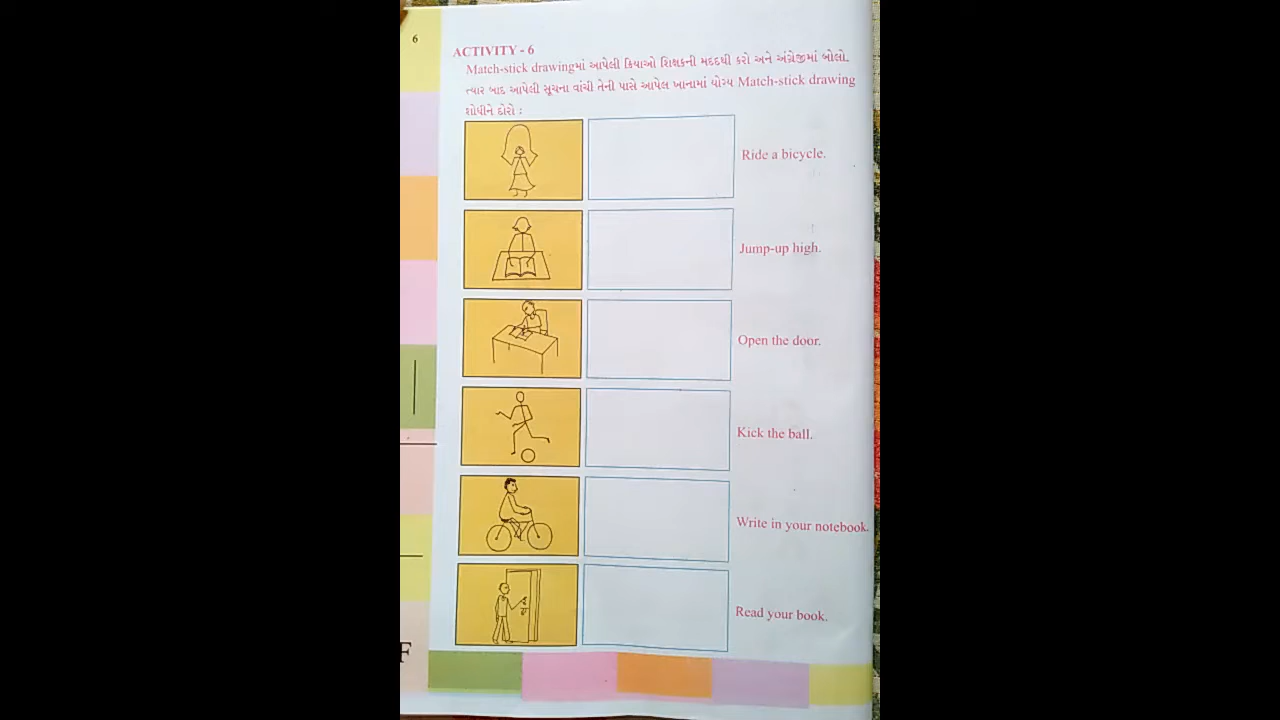 6
ACTIVITY - 6
Match-stick drawingમાં આપેલી ક્રિયાઓ શિક્ષકની મદદથી કરો અને અંગ્રેજીમાં બોલો.
ત્યાર બાદ આપેલી સૂચના વાંચી તેની પાસે આપેલ ખાનામાં યોગ્ય Match-stick drawing
શોધીને દોરો :
Ride a bicycle.
Jump-up high.
Open the door.
Kick the ball.
Write in your notebook.
Read your book.
F